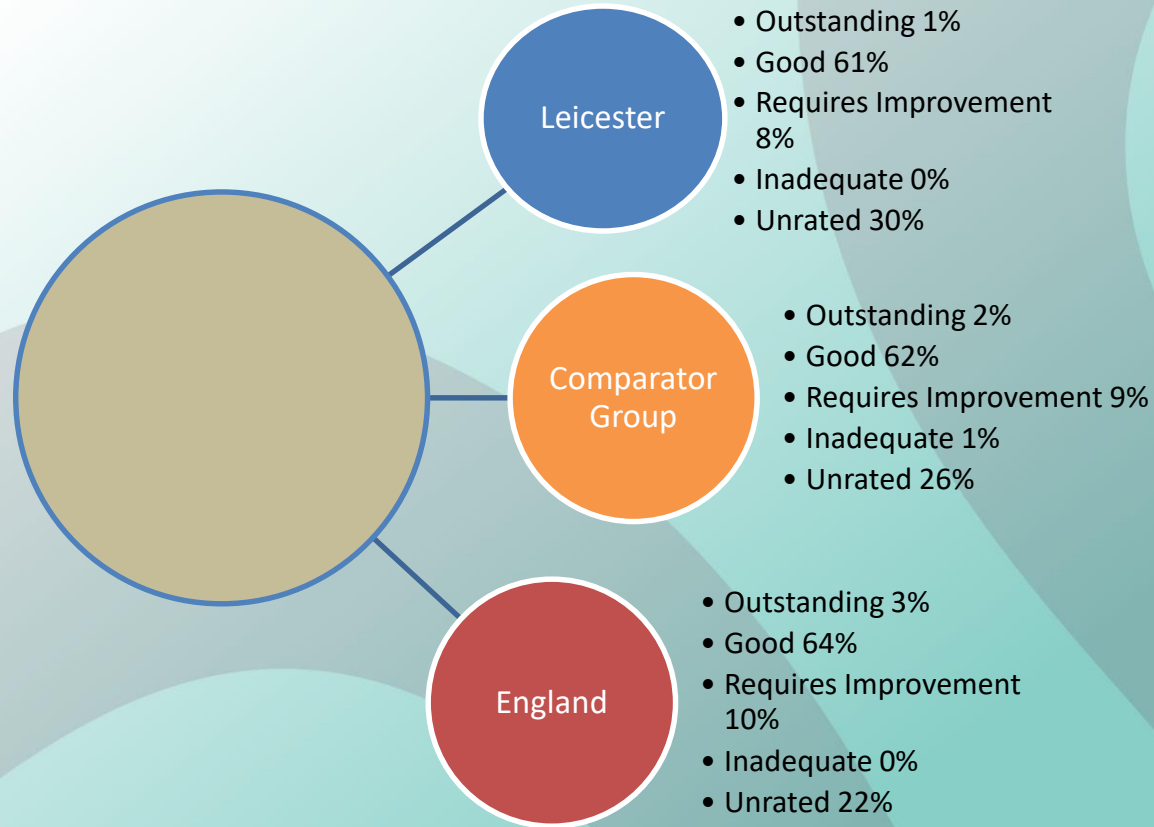 Leicester
• Outstanding 1%
• Good 61%
• Requires Improvement
8%
• Inadequate 0%
• Unrated 30%
Comparator
Group
• Outstanding 2%
• Good 62%
• Requires Improvement 9%
• Inadequate 1%
• Unrated 26%
England
• Outstanding 3%
• Good 64%
• Requires Improvement
10%
• Inadequate 0%
• Unrated 22%